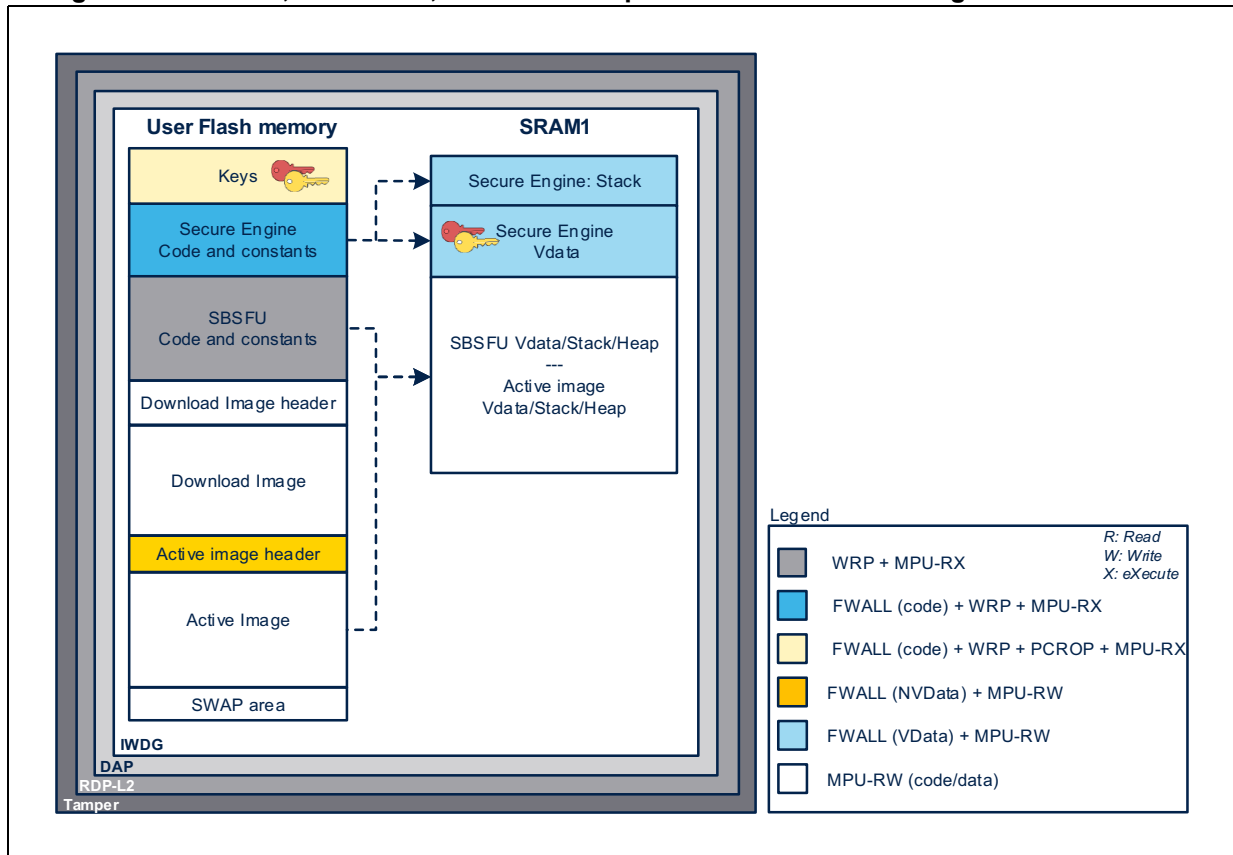 User Flash memory
SRAM1
Keys
Secure Engine
Code and constants
SBSFU
Code and constants
Download Image header
Download Image
Active image header
Active Image
SWAP area
Secure Engine: Stack
Secure Engine
Vdata
SBSFU Vdata/Stack/Heap
---
Active image
Vdata/Stack/Heap
IWDG
DAP
RDP-L2
Tamper
Legend
R: Read
W: Write
X: eXecute
WRP + MPU-RX
FWALL (code) + WRP + MPU-RX
FWALL (code) + WRP + PCROP + MPU-RX
FWALL (NVData) + MPU-RW
FWALL (VData) + MPU-RW
MPU-RW (code/data)